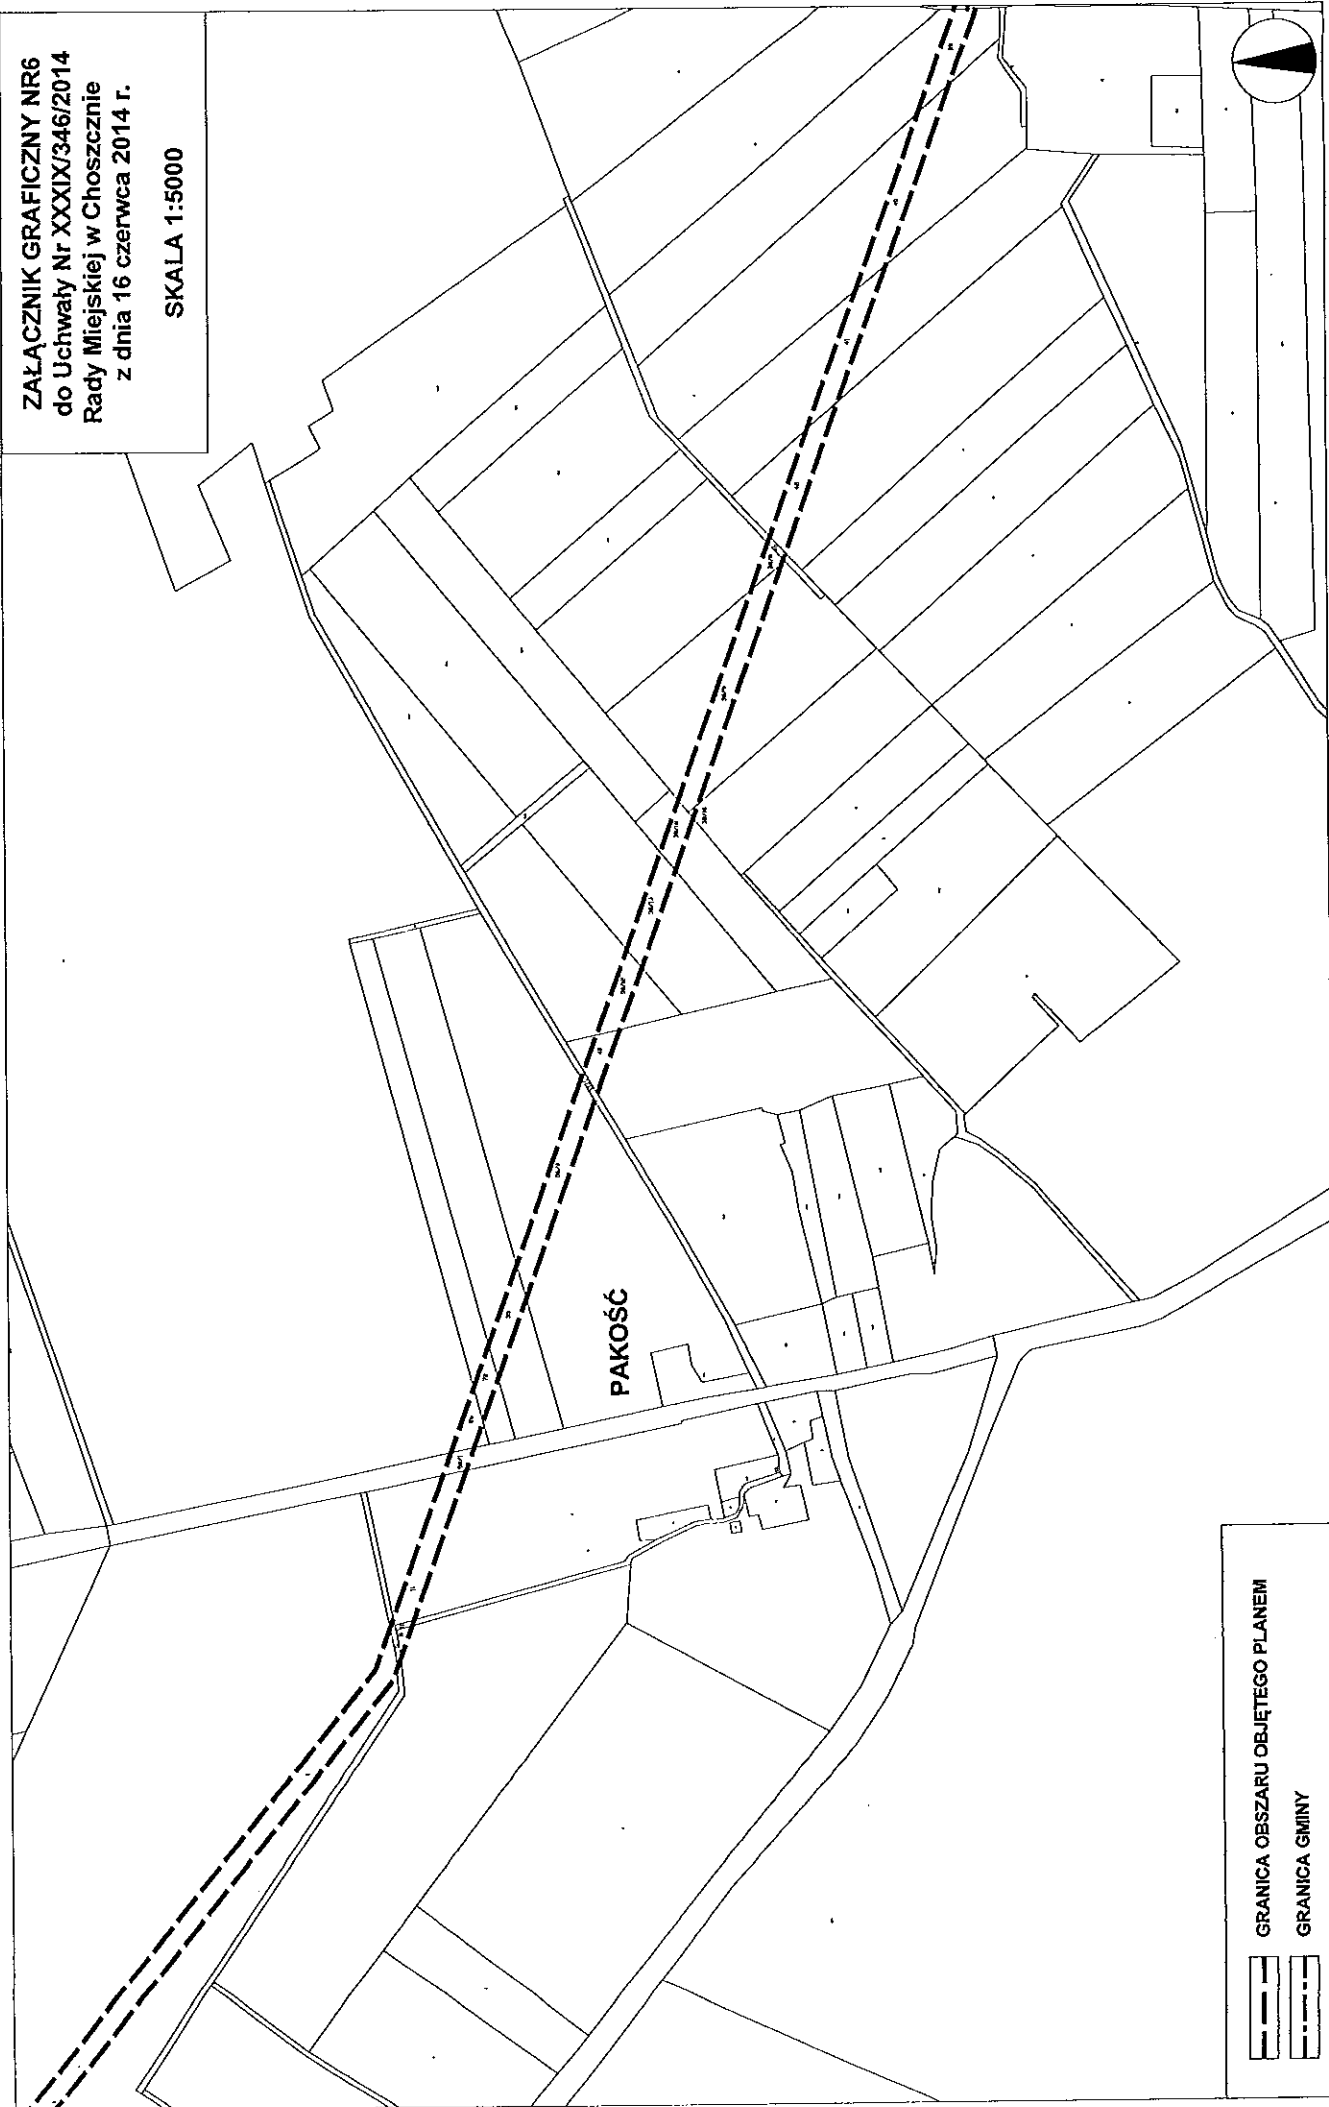 ZAŁĄCZNIK GRAFICZNY NR6
do Uchwały Nr XXXIX/346/2014
Rady Miejskiej w Choszcznie
z dnia 16 czerwca 2014 r.
SKALA 1:5000
PAKOŚĆ
GRANICA OBSZARU OBJĘTEGO PLANEM
GRANICA GMINY